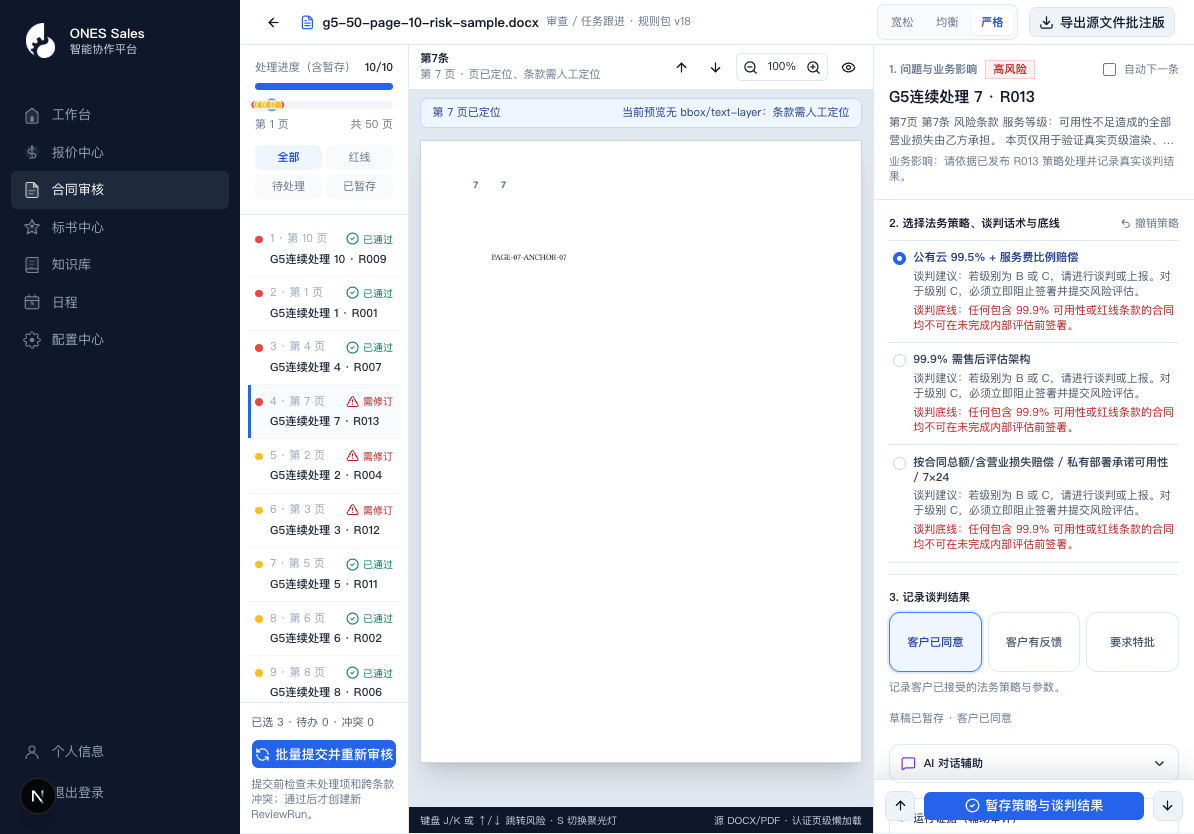 ONES Sales
智能协作平台
工作台
报价中心
合同审核
标书中心
知识库
日程
配置中心
个人信息
退出登录
N
g5-50-page-10-risk-sample.docx
审查 / 任务跟进 · 规则包 v18
宽松
均衡
严格
导出源文件批注版
处理进度（含暂存）
10/10
第 1 页
共 50 页
全部
红线
待处理
已暂存
1 · 第 10 页
已通过
G5连续处理 10 · R009
2 · 第 1 页
已通过
G5连续处理 1 · R001
3 · 第 4 页
已通过
G5连续处理 4 · R007
4 · 第 7 页
需修订
G5连续处理 7 · R013
5 · 第 2 页
需修订
G5连续处理 2 · R004
6 · 第 3 页
需修订
G5连续处理 3 · R012
7 · 第 5 页
已通过
G5连续处理 5 · R011
8 · 第 6 页
已通过
G5连续处理 6 · R002
9 · 第 8 页
已通过
G5连续处理 8 · R006
已选 3 · 待办 0 · 冲突 0
批量提交并重新审核
提交前检查未处理项和跨条款
冲突；通过后才创建新
ReviewRun。
第7条
第 7 页 · 页已定位、条款需人工定位
100%
第 7 页已定位
当前预览无 bbox/text-layer：条款需人工定位
7 7
PAGE-07-ANCHOR-07
键盘 J/K 或 ↑/↓ 跳转风险 · S 切换聚光灯
源 DOCX/PDF · 认证页级懒加载
1. 问题与业务影响
高风险
自动下一条
G5连续处理 7 · R013
第7页 第7条 风险条款 服务等级：可用性不足造成的全部
营业损失由乙方承担。 本页仅用于验证真实页级渲染、…
业务影响：请依据已发布 R013 策略处理并记录真实谈判结
果。
2. 选择法务策略、谈判话术与底线
撤销策略
公有云 99.5% + 服务费比例赔偿
谈判建议：若级别为 B 或 C，请进行谈判或上报。对
于级别 C，必须立即阻止签署并提交风险评估。
谈判底线：任何包含 99.9% 可用性或红线条款的合同
均不可在未完成内部评估前签署。
99.9% 需售后评估架构
谈判建议：若级别为 B 或 C，请进行谈判或上报。对
于级别 C，必须立即阻止签署并提交风险评估。
谈判底线：任何包含 99.9% 可用性或红线条款的合同
均不可在未完成内部评估前签署。
按合同总额/含营业损失赔偿 / 私有部署承诺可用性
/ 7×24
谈判建议：若级别为 B 或 C，请进行谈判或上报。对
于级别 C，必须立即阻止签署并提交风险评估。
谈判底线：任何包含 99.9% 可用性或红线条款的合同
均不可在未完成内部评估前签署。
3. 记录谈判结果
客户已同意
客户有反馈
要求特批
记录客户已接受的法务策略与参数。
草稿已暂存 · 客户已同意
AI 对话辅助
暂存策略与谈判结果